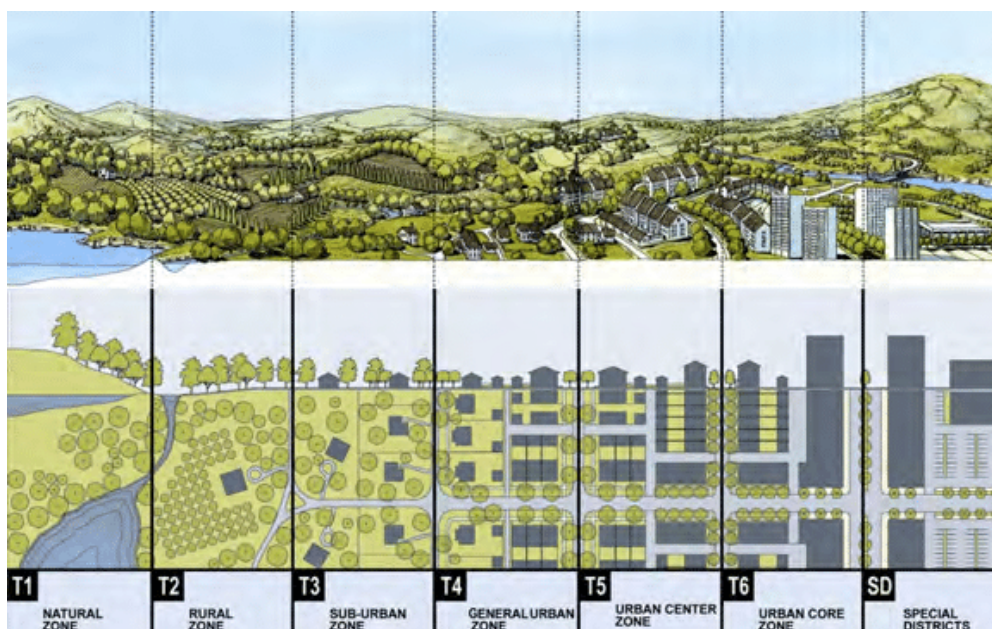 T1
NATURAL
ZONE
T2
RURAL
ZONE
T3
SUB-URBAN
ZONE
T4
GENERAL URBAN
ZONE
T5
URBAN CENTER
ZONE
T6
URBAN CORE
ZONE
SD
SPECIAL
DISTRICTS